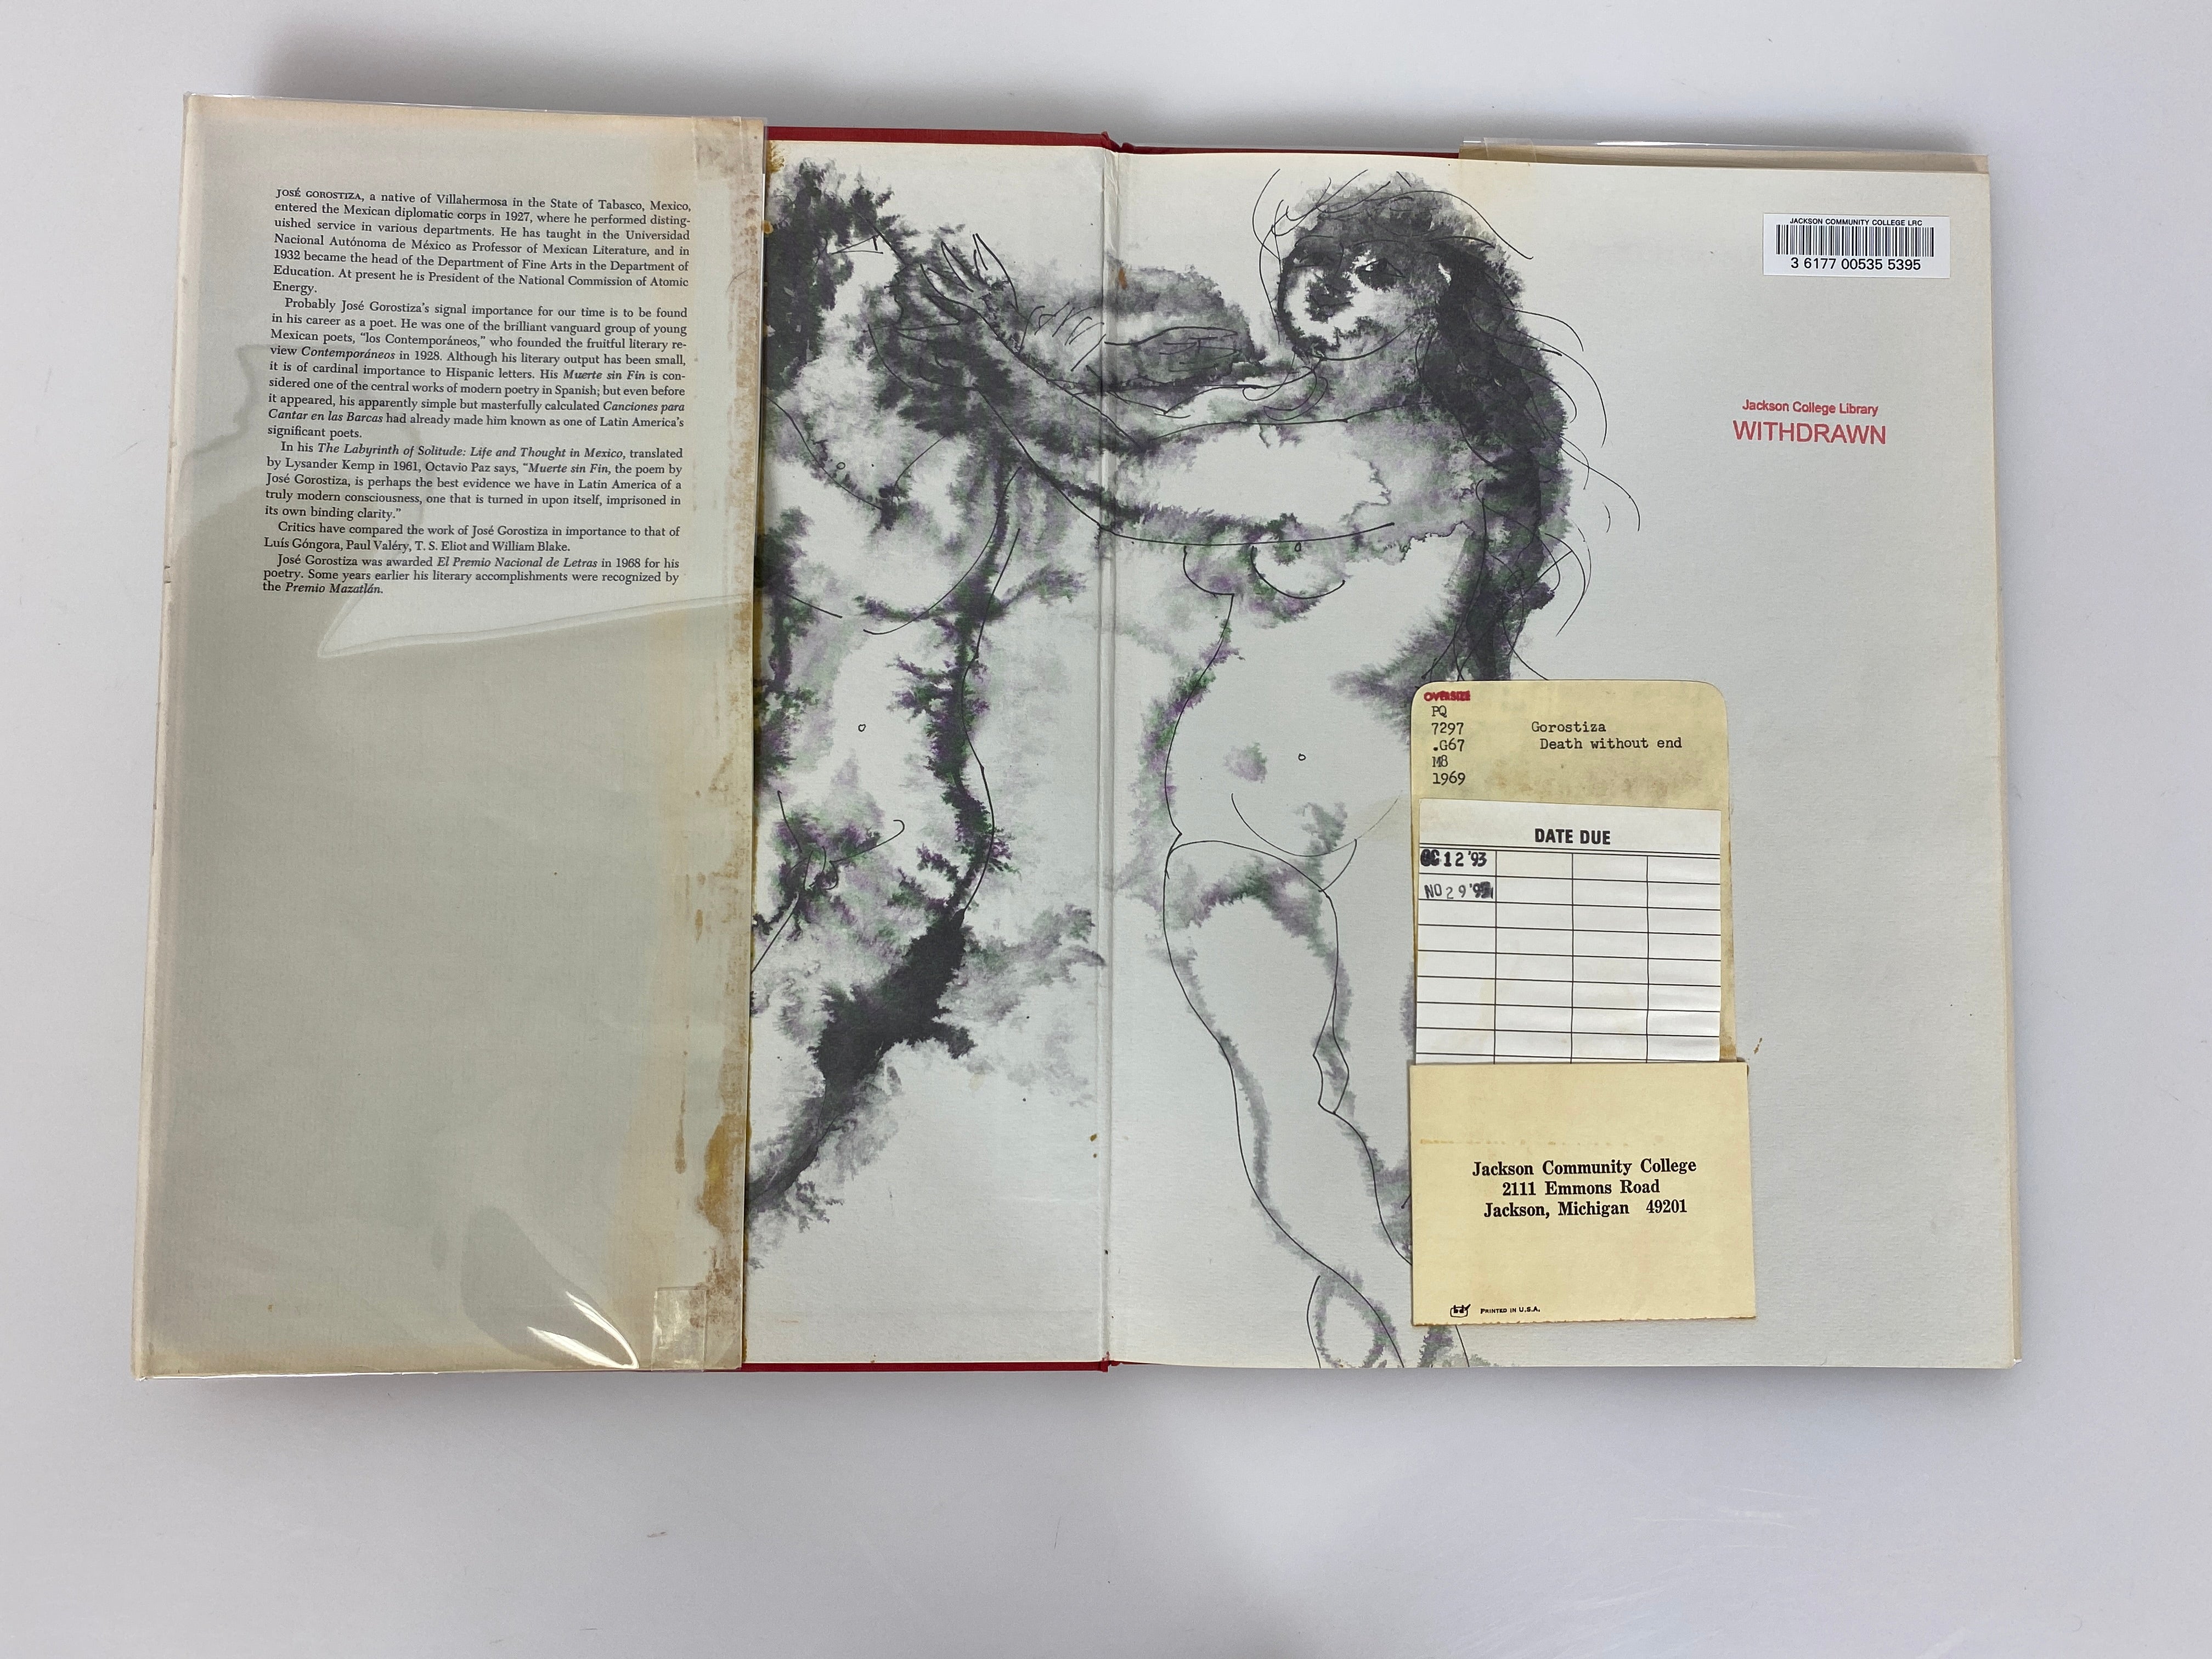 JOSÉ GOROSTIZA, a native of Villahermosa in the State of Tabasco, Mexico,
entered the Mexican diplomatic corps in 1927, where he performed disting-
uished service in various departments. He has taught in the Universidad
Nacional Autónoma de México as Professor of Mexican Literature, and in
1932 became the head of the Department of Fine Arts in the Department of
Education. At present he is President of the National Commission of Atomic
Energy.
Probably José Gorostiza's signal importance for our time is to be found
in his career as a poet. He was one of the brilliant vanguard group of young
Mexican poets, "los Contemporáneos," who founded the fruitful literary re-
view Contemporáneos in 1928. Although his literary output has been small,
it is of cardinal importance to Hispanic letters. His Muerte sin Fin is con-
sidered one of the central works of modern poetry in Spanish; but even before
it appeared, his apparently simple but masterfully calculated Canciones para
Cantar en las Barcas had already made him known as one of Latin America's
significant poets.
In his The Labyrinth of Solitude: Life and Thought in Mexico, translated
by Lysander Kemp in 1961, Octavio Paz says, "Muerte sin Fin, the poem by
José Gorostiza, is perhaps the best evidence we have in Latin America of a
truly modern consciousness, one that is turned in upon itself, imprisoned in
its own binding clarity."
Critics have compared the work of José Gorostiza in importance to that of
Luís Góngora, Paul Valéry, T. S. Eliot and William Blake.
José Gorostiza was awarded El Premio Nacional de Letras in 1968 for his
poetry. Some years earlier his literary accomplishments were recognized by
the Premio Mazatlán.
JACKSON COMMUNITY COLLEGE LRC
3 6177 00535 5395
Jackson College Library
WITHDRAWN
OVERSIZE
PQ
7297 Gorostiza
.G67 Death without end
M8
1969
DATE DUE
OC 12 '93
NO 29
Jackson Community College
2111 Emmons Road
Jackson, Michigan 49201
PRINTED IN U.S.A.